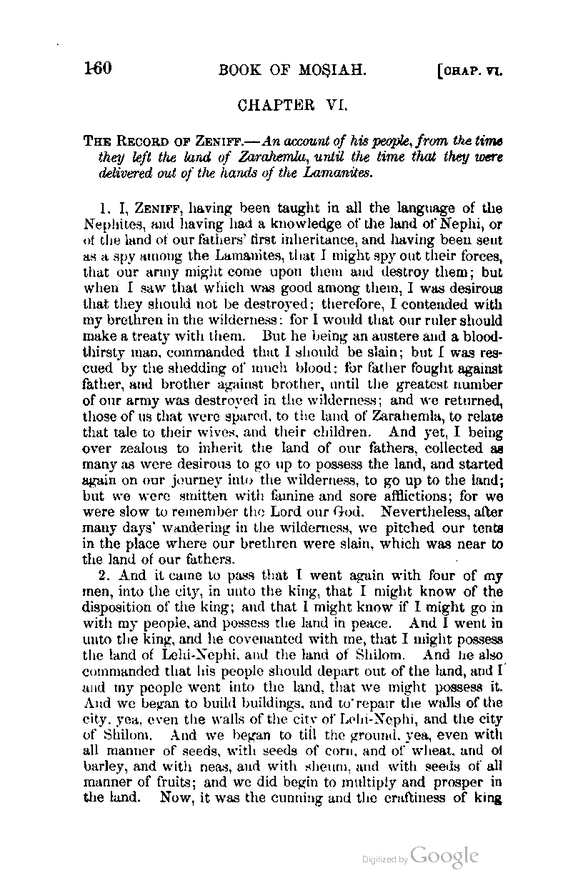 160 BOOK OF MOSIAH. [CHAP. VI.
CHAPTER VI.
THE RECORD OF ZENIFF.—An account of his people, from the time
they left the land of Zarahemla, until the time that they were
delivered out of the hands of the Lamanites.
1. I, ZENIFF, having been taught in all the language of the
Nephites, and having had a knowledge of the land of Nephi, or
of the land of our fathers' first inheritance, and having been sent
as a spy among the Lamanites, that I might spy out their forces,
that our army might come upon them and destroy them; but
when I saw that which was good among them, I was desirous
that they should not be destroyed; therefore, I contended with
my brethren in the wilderness: for I would that our ruler should
make a treaty with them. But he being an austere and a blood-
thirsty man, commanded that I should be slain; but I was res-
cued by the shedding of much blood: for father fought against
father, and brother against brother, until the greatest number
of our army was destroyed in the wilderness; and we returned,
those of us that were spared, to the land of Zarahemla, to relate
that tale to their wives, and their children. And yet, I being
over zealous to inherit the land of our fathers, collected as
many as were desirous to go up to possess the land, and started
again on our journey into the wilderness, to go up to the land;
but we were smitten with famine and sore afflictions; for we
were slow to remember the Lord our God. Nevertheless, after
many days' wandering in the wilderness, we pitched our tents
in the place where our brethren were slain, which was near to
the land of our fathers.
2. And it came to pass that I went again with four of my
men, into the city, in unto the king, that I might know of the
disposition of the king; and that I might know if I might go in
with my people, and possess the land in peace. And I went in
unto the king, and he covenanted with me, that I might possess
the land of Lehi-Nephi, and the land of Shilom. And he also
commanded that his people should depart out of the land, and I
and my people went into the land, that we might possess it.
And we began to build buildings, and to repair the walls of the
city, yea, even the walls of the city of Lehi-Nephi, and the city
of Shilom. And we began to till the ground, yea, even with
all manner of seeds, with seeds of corn, and of wheat, and of
barley, and with neas, and with sheum, and with seeds of all
manner of fruits; and we did begin to multiply and prosper in
the land. Now, it was the cunning and the craftiness of king
Digitized by Google